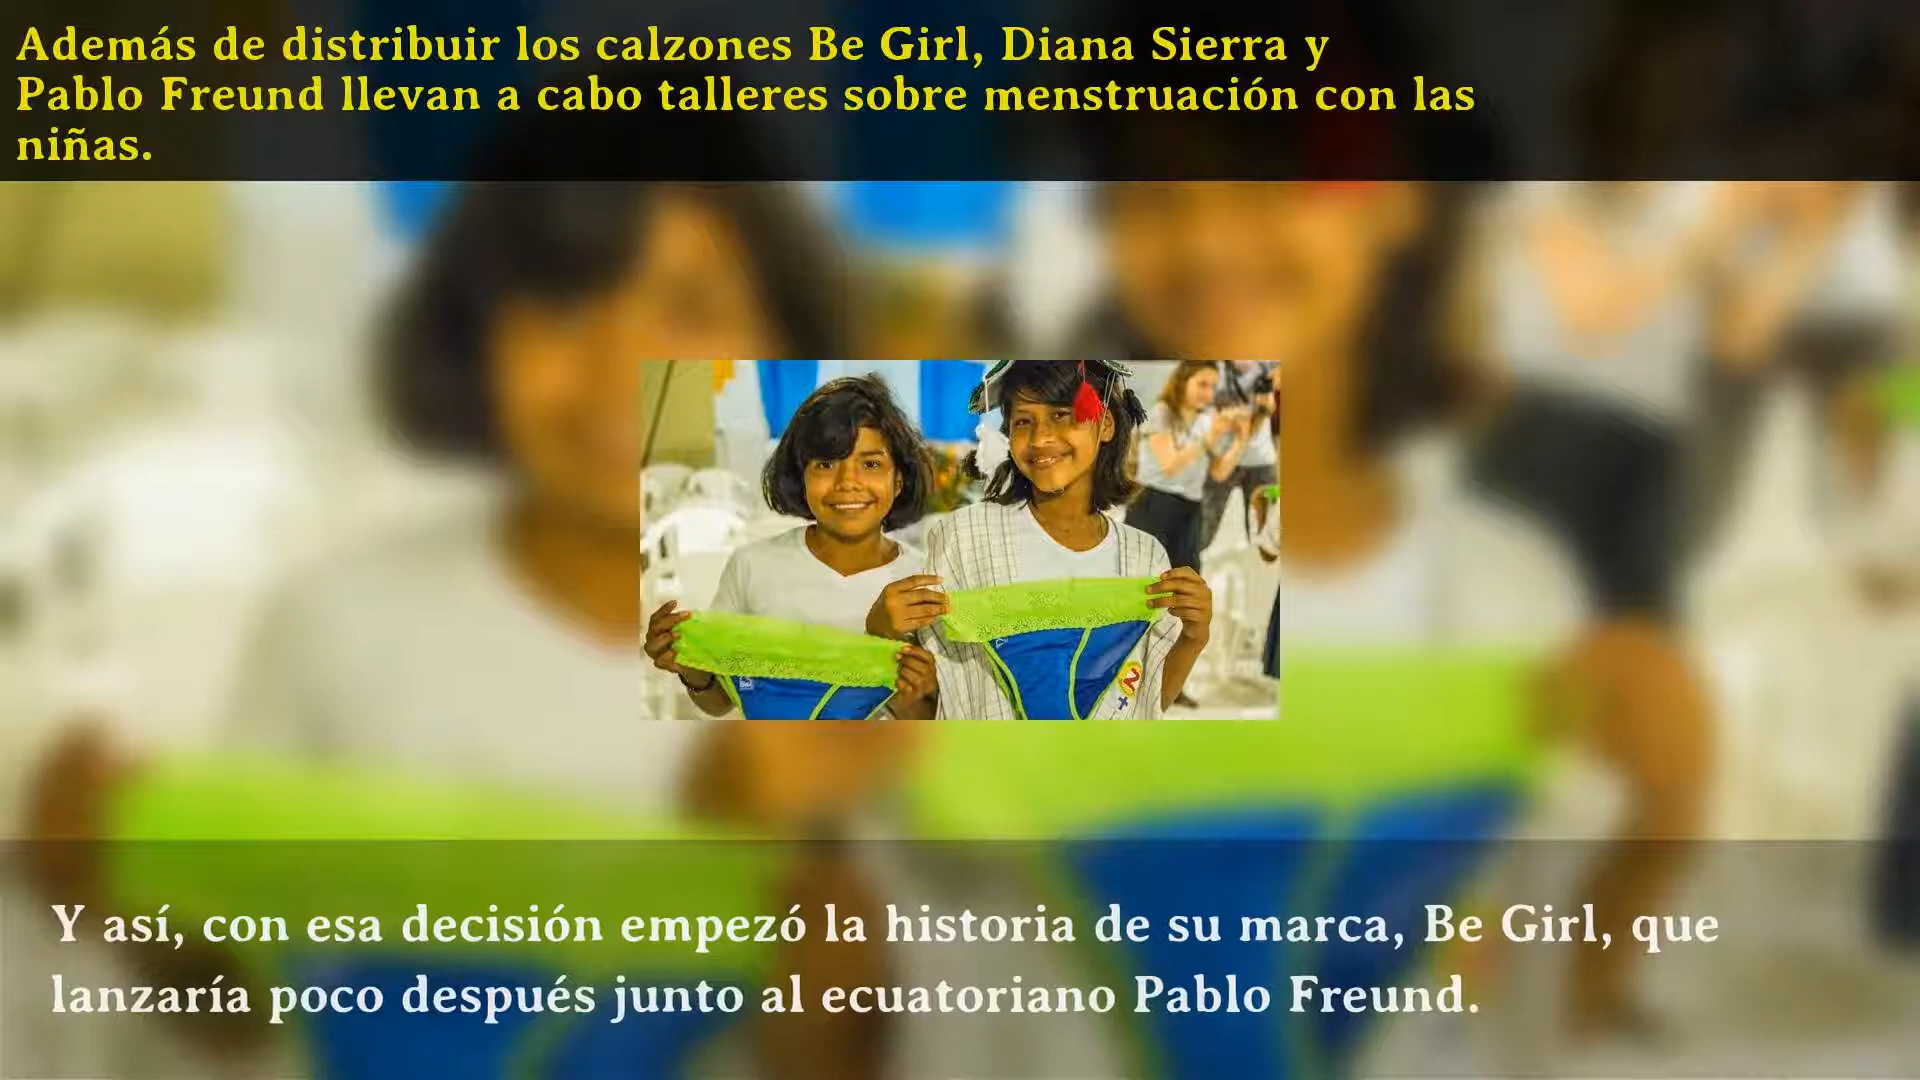 Además de distribuir los calzones Be Girl, Diana Sierra y
Pablo Freund llevan a cabo talleres sobre menstruación con las
niñas.
Y así, con esa decisión empezó la historia de su marca, Be Girl, que
lanzaría poco después junto al ecuatoriano Pablo Freund.